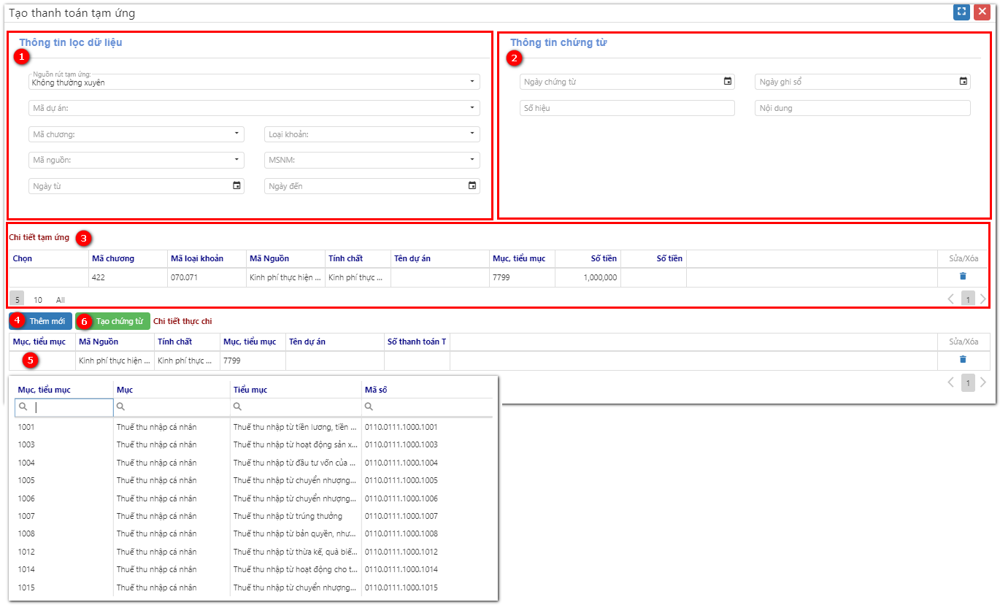 Tạo thanh toán tạm ứng
Thông tin lọc dữ liệu
1
Nguồn rút tạm ứng:
Không thường xuyên
Mã dự án:
Mã chương: Loại khoản:
Mã nguồn: MSNM:
Ngày từ Ngày đến
Thông tin chứng từ
2
Ngày chứng từ Ngày ghi sổ
Số hiệu Nội dung
Chi tiết tạm ứng 3
Chọn Mã chương Mã loại khoản Mã Nguồn Tính chất Tên dự án Mục, tiểu mục Số tiền Số tiền Sửa/Xóa
422 070.071 Kinh phí thực hiện ... Kinh phí thực ... 7799 1,000,000
5 10 All 1
4 Thêm mới 6 Tạo chứng từ Chi tiết thực chi
Mục, tiểu mục Mã Nguồn Tính chất Mục, tiểu mục Tên dự án Số thanh toán T Sửa/Xóa
5 Kinh phí thực hiện ... Kinh phí thực ... 7799
1
Mục, tiểu mục Mục Tiểu mục Mã số
1001 Thuế thu nhập cá nhân Thuế thu nhập từ tiền lương, tiền ... 0110.0111.1000.1001
1003 Thuế thu nhập cá nhân Thuế thu nhập từ hoạt động sản x... 0110.0111.1000.1003
1004 Thuế thu nhập cá nhân Thuế thu nhập từ đầu tư vốn của ... 0110.0111.1000.1004
1005 Thuế thu nhập cá nhân Thuế thu nhập từ chuyển nhượng... 0110.0111.1000.1005
1006 Thuế thu nhập cá nhân Thuế thu nhập từ chuyển nhượng... 0110.0111.1000.1006
1007 Thuế thu nhập cá nhân Thuế thu nhập từ trúng thưởng 0110.0111.1000.1007
1008 Thuế thu nhập cá nhân Thuế thu nhập từ bản quyền, như... 0110.0111.1000.1008
1012 Thuế thu nhập cá nhân Thuế thu nhập từ thừa kế, quà biế... 0110.0111.1000.1012
1014 Thuế thu nhập cá nhân Thuế thu nhập từ hoạt động cho t... 0110.0111.1000.1014
1015 Thuế thu nhập cá nhân Thuế thu nhập từ chuyển nhượng... 0110.0111.1000.1015